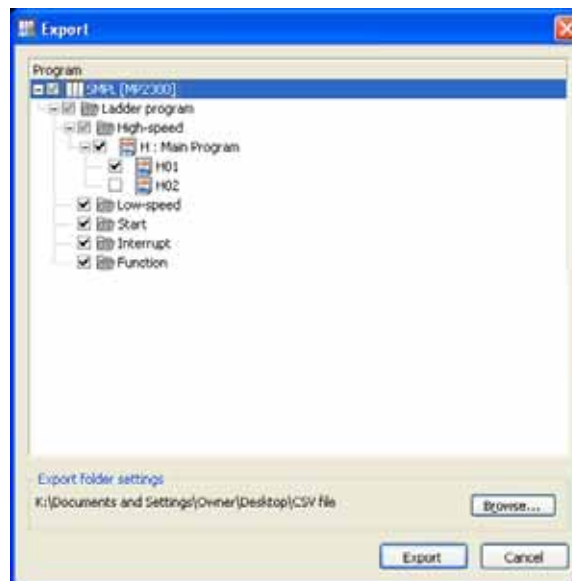 Export
Program
SMPL [MP2300]
Ladder program
High-speed
H : Main Program
H01
H02
Low-speed
Start
Interrupt
Function
Export folder settings
K:\Documents and Settings\Owner\Desktop\CSV file
Browse...
Export
Cancel